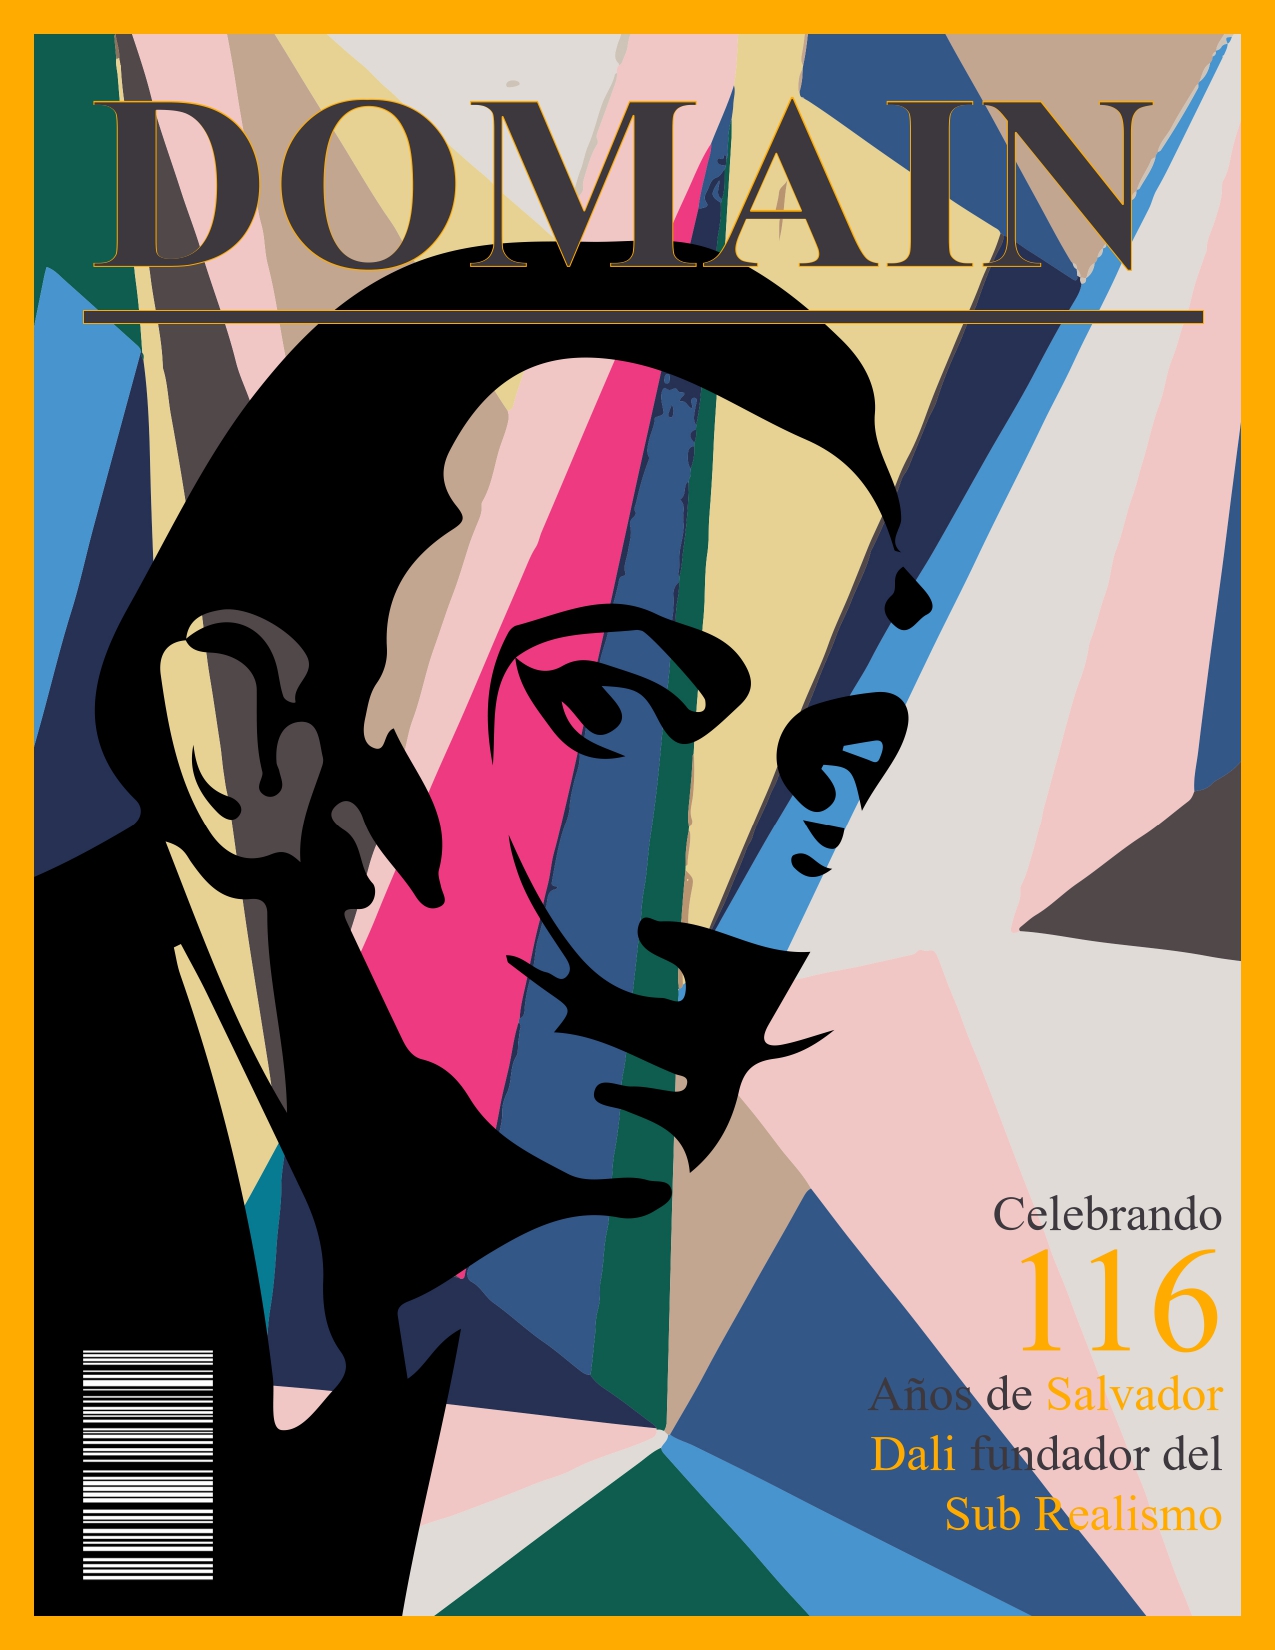 DOMAIN
Celebrando
116
Años de Salvador
Dali fundador del
Sub Realismo